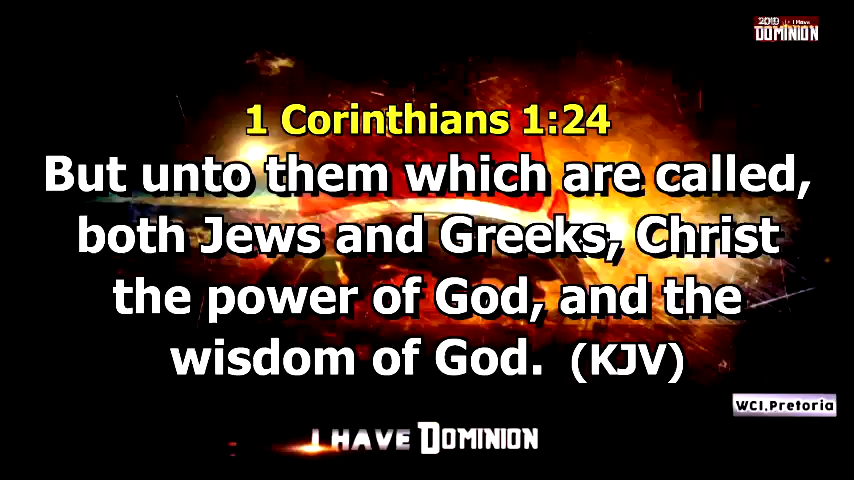 2019 I Have
DOMINION
1 Corinthians 1:24
But unto them which are called,
both Jews and Greeks, Christ
the power of God, and the
wisdom of God. (KJV)
WCI,Pretoria
I HAVE DOMINION